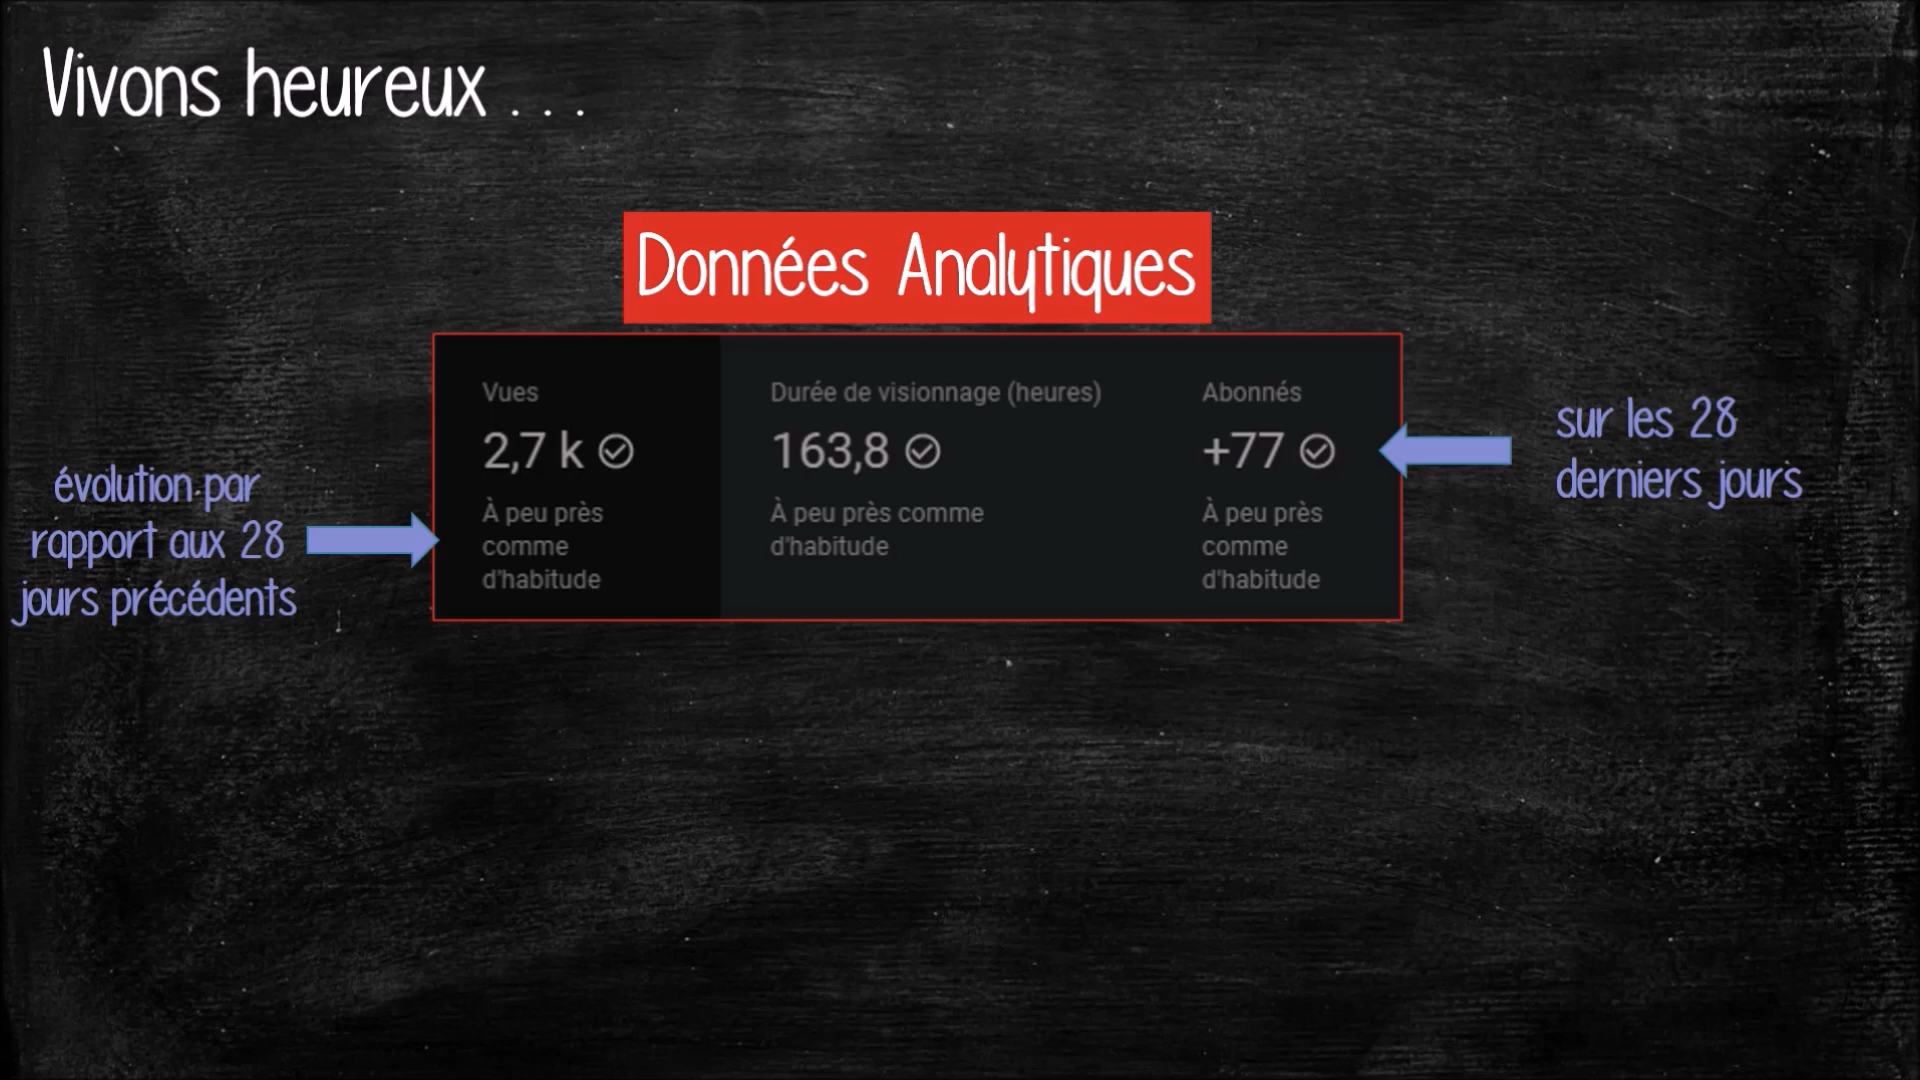 Vivons heureux . . .
Données Analytiques
Vues
2,7 k
À peu près
comme
d'habitude
Durée de visionnage (heures)
163,8
À peu près comme
d'habitude
Abonnés
+77
À peu près
comme
d'habitude
évolution par
rapport aux 28
jours précédents
sur les 28
derniers jours